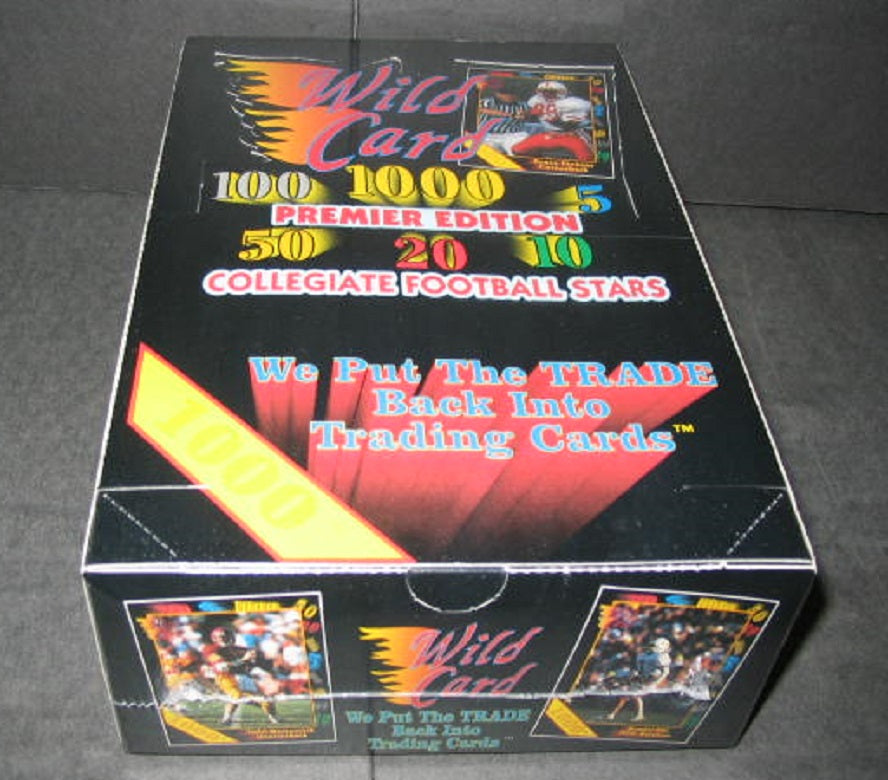 Wild
Card
100 1000 5
PREMIER EDITION
50 20 10
COLLEGIATE FOOTBALL STARS
We Put The TRADE
Back Into
Trading Cards™
1000
Wild
Card
We Put The TRADE
Back Into
Trading Cards